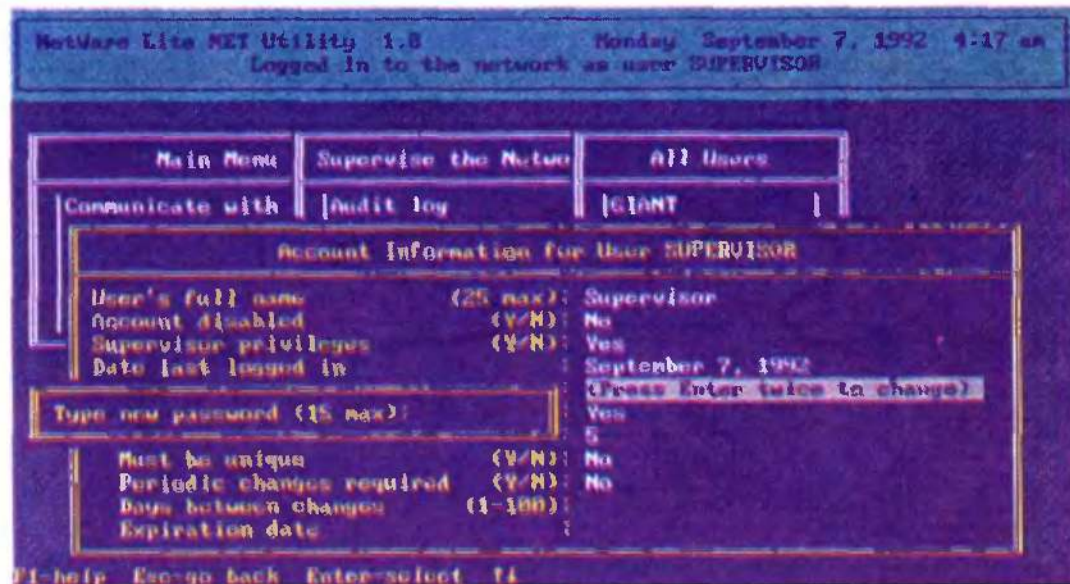 NetWare Lite NET Utility 1.0 Monday September 7, 1992 4:17 am
Logged in to the network as user SUPERVISOR
Main Menu
Supervise the Netwo
All Users
Communicate with
Audit log
GIANT
Account Information for User SUPERVISOR
User's full name (25 max): Supervisor
Account disabled (Y/N): No
Supervisor privileges (Y/N): Yes
Date last logged in : September 7, 1992
(Press Enter twice to change)
Type new password (15 max):
Yes
5
Must be unique (Y/N): No
Periodic changes required (Y/N): No
Days between changes (1-100):
Expiration date :
F1-help Esc-go back Enter-select ↑↓